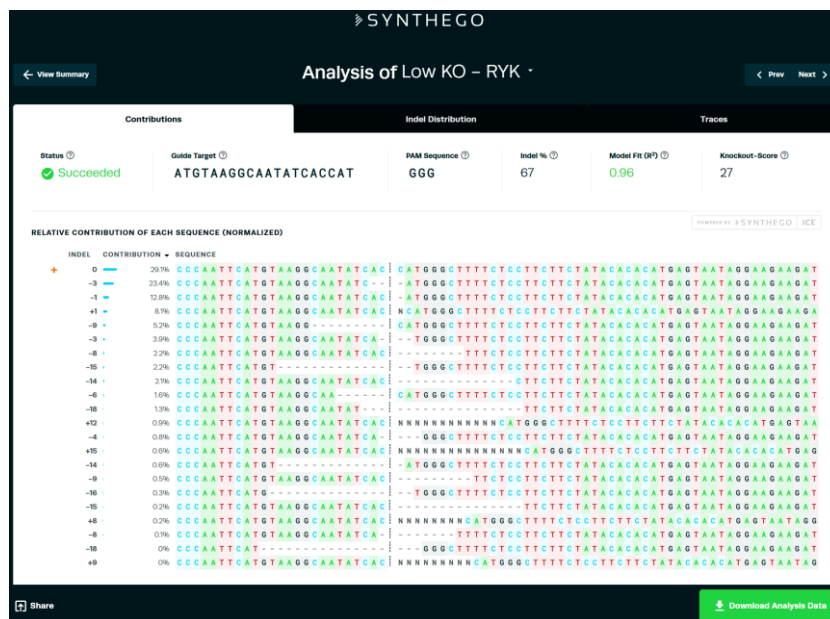 SYNTHEGO
View Summary
Analysis of Low KO – RYK
Prev Next
Contributions Indel Distribution Traces
Status Guide Target PAM Sequence Indel % Model Fit (R²) Knockout-Score
Succeeded ATGTAAGGCAATATCACCAT GGG 67 0.96 27
POWERED BY SYNTHEGO ICE
RELATIVE CONTRIBUTION OF EACH SEQUENCE (NORMALIZED)
INDEL CONTRIBUTION SEQUENCE
+ 0 29.1% CCCAATTCATGTAAGGCAATATCAC CATGGGCTTTTCTCCTTCTTCTATACACACATGAGTAATAGGAAGAAGAT
-3 23.4% CCCAATTCATGTAAGGCAATATC-- -ATGGGCTTTTCTCCTTCTTCTATACACACATGAGTAATAGGAAGAAGAT
-1 12.8% CCCAATTCATGTAAGGCAATATCAC -ATGGGCTTTTCTCCTTCTTCTATACACACATGAGTAATAGGAAGAAGAT
+1 8.1% CCCAATTCATGTAAGGCAATATCAC NCATGGGCTTTTCTCCTTCTTCTATACACACATGAGTAATAGGAAGAAGA
-9 5.2% CCCAATTCATGTAAGG--------- CATGGGCTTTTCTCCTTCTTCTATACACACATGAGTAATAGGAAGAAGAT
-3 3.9% CCCAATTCATGTAAGGCAATATCA- --TGGGCTTTTCTCCTTCTTCTATACACACATGAGTAATAGGAAGAAGAT
-8 2.2% CCCAATTCATGTAAGGCAATATCAC --------TTTCTCCTTCTTCTATACACACATGAGTAATAGGAAGAAGAT
-15 2.2% CCCAATTCATGT------------- --TGGGCTTTTCTCCTTCTTCTATACACACATGAGTAATAGGAAGAAGAT
-14 2.1% CCCAATTCATGTAAGGCAATATCAC --------------CTTCTTCTATACACACATGAGTAATAGGAAGAAGAT
-6 1.6% CCCAATTCATGTAAGGCAA------ CATGGGCTTTTCTCCTTCTTCTATACACACATGAGTAATAGGAAGAAGAT
-18 1.3% CCCAATTCATGTAAGGCAATAT--- ---------------TTCTTCTATACACACATGAGTAATAGGAAGAAGAT
+12 0.9% CCCAATTCATGTAAGGCAATATCAC NNNNNNNNNNNNCATGGGCTTTTCTCCTTCTTCTATACACACATGAGTAA
-4 0.8% CCCAATTCATGTAAGGCAATATCA- ---GGGCTTTTCTCCTTCTTCTATACACACATGAGTAATAGGAAGAAGAT
+15 0.6% CCCAATTCATGTAAGGCAATATCAC NNNNNNNNNNNNNNNCATGGGCTTTTCTCCTTCTTCTATACACACATGAG
-14 0.6% CCCAATTCATGT------------- -ATGGGCTTTTCTCCTTCTTCTATACACACATGAGTAATAGGAAGAAGAT
-9 0.5% CCCAATTCATGTAAGGCAATATCAC ---------TTCTCCTTCTTCTATACACACATGAGTAATAGGAAGAAGAT
-16 0.3% CCCAATTCATG-------------- --TGGGCTTTTCTCCTTCTTCTATACACACATGAGTAATAGGAAGAAGAT
-15 0.2% CCCAATTCATGTAAGGCAATATCAC ---------------TTCTTCTATACACACATGAGTAATAGGAAGAAGAT
+8 0.2% CCCAATTCATGTAAGGCAATATCAC NNNNNNNNCATGGGCTTTTCTCCTTCTTCTATACACACATGAGTAATAGG
-8 0.1% CCCAATTCATGTAAGGCAATATCA- -------TTTTCTCCTTCTTCTATACACACATGAGTAATAGGAAGAAGAT
-18 0% CCCAATTCAT--------------- ---GGGCTTTTCTCCTTCTTCTATACACACATGAGTAATAGGAAGAAGAT
+9 0% CCCAATTCATGTAAGGCAATATCAC NNNNNNNNNCATGGGCTTTTCTCCTTCTTCTATACACACATGAGTAATAG
Share
Download Analysis Data